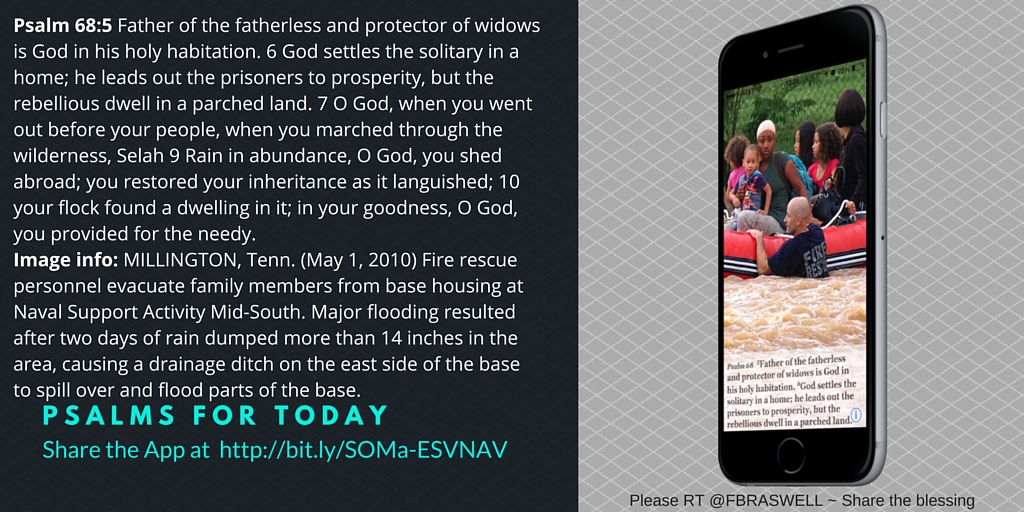 Psalm 68:5 Father of the fatherless and protector of widows
is God in his holy habitation. 6 God settles the solitary in a
home; he leads out the prisoners to prosperity, but the
rebellious dwell in a parched land. 7 O God, when you went
out before your people, when you marched through the
wilderness, Selah 9 Rain in abundance, O God, you shed
abroad; you restored your inheritance as it languished; 10
your flock found a dwelling in it; in your goodness, O God,
you provided for the needy.
Image info: MILLINGTON, Tenn. (May 1, 2010) Fire rescue
personnel evacuate family members from base housing at
Naval Support Activity Mid-South. Major flooding resulted
after two days of rain dumped more than 14 inches in the
area, causing a drainage ditch on the east side of the base
to spill over and flood parts of the base.
PSALMS FOR TODAY
Share the App at http://bit.ly/SOMa-ESVNAV
FIRE
Psalm 68 5Father of the fatherless
and protector of widows is God in
his holy habitation. 6God settles the
solitary in a home; he leads out the
prisoners to prosperity, but the
rebellious dwell in a parched land.
Please RT @FBRASWELL ~ Share the blessing